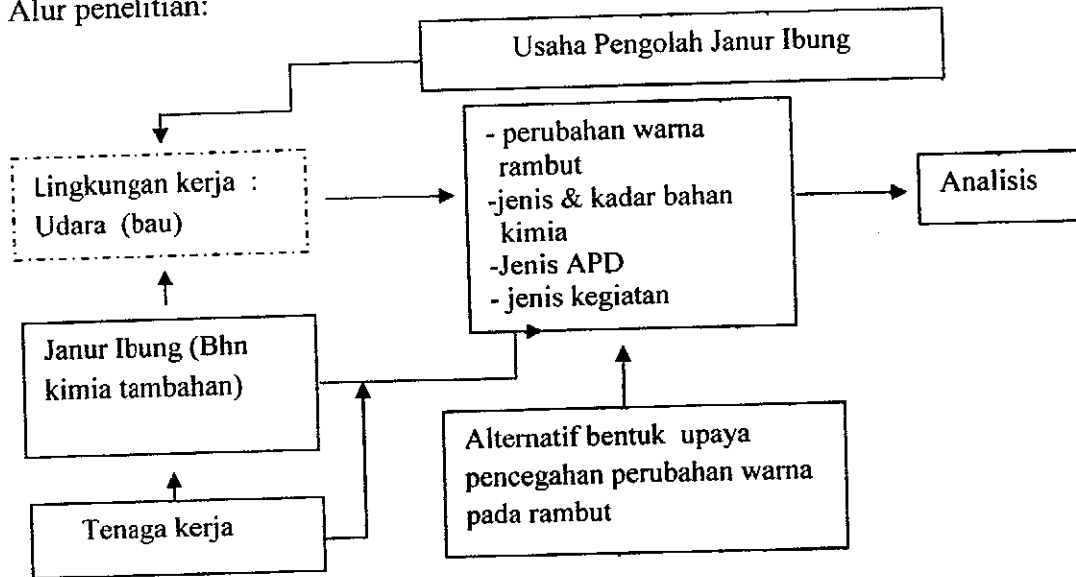 Alur penelitian:
Usaha Pengolah Janur Ibung
Lingkungan kerja :
Udara (bau)
- perubahan warna
rambut
-jenis & kadar bahan
kimia
-Jenis APD
- jenis kegiatan
Analisis
Janur Ibung (Bhn
kimia tambahan)
Alternatif bentuk upaya
pencegahan perubahan warna
pada rambut
Tenaga kerja